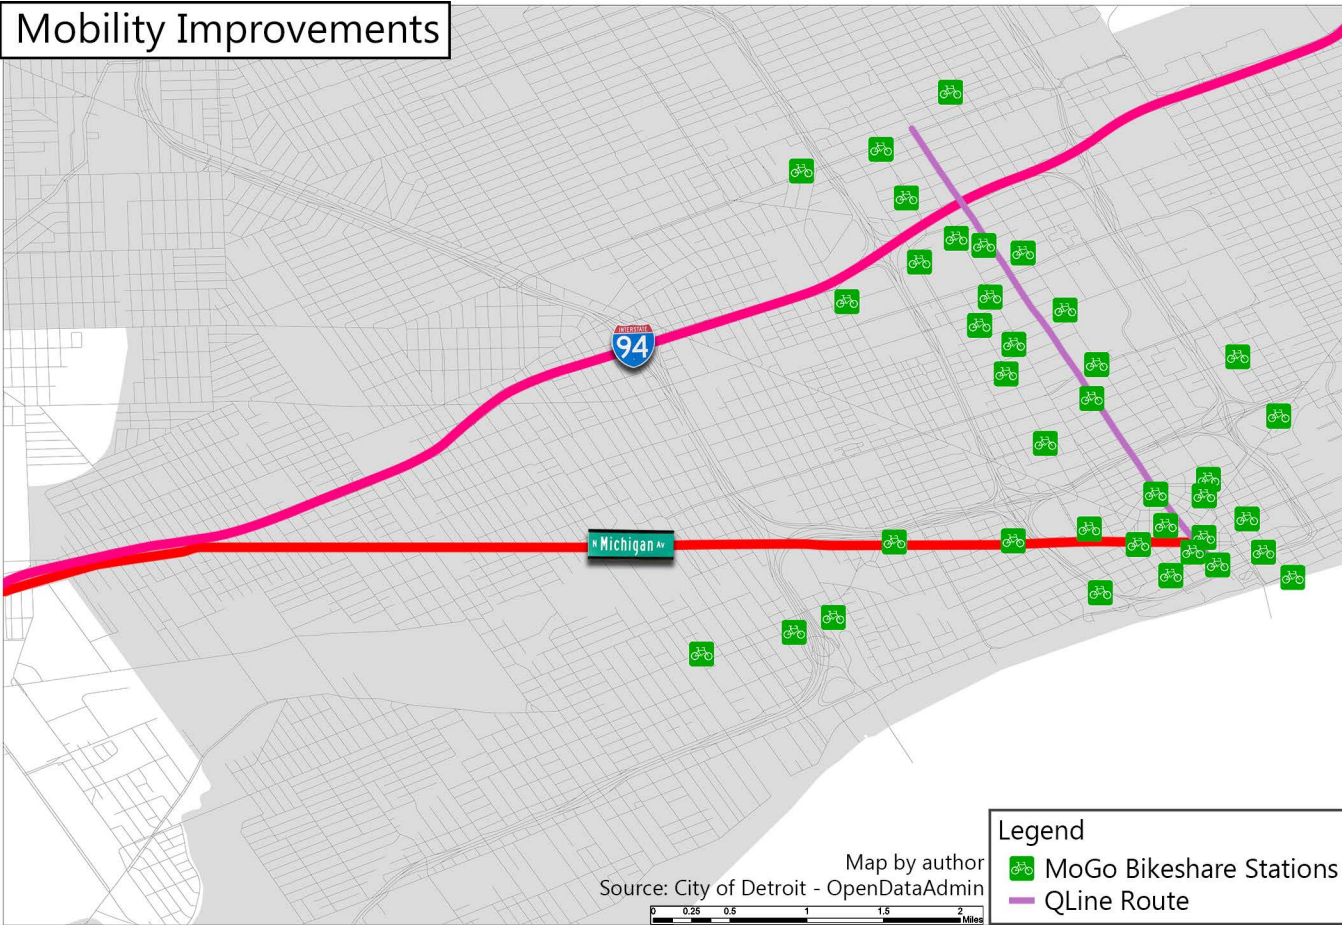 Mobility Improvements
INTERSTATE
94
N Michigan Av
Map by author
Source: City of Detroit - OpenDataAdmin
0 0.25 0.5 1 1.5 2
Miles
Legend
MoGo Bikeshare Stations
QLine Route